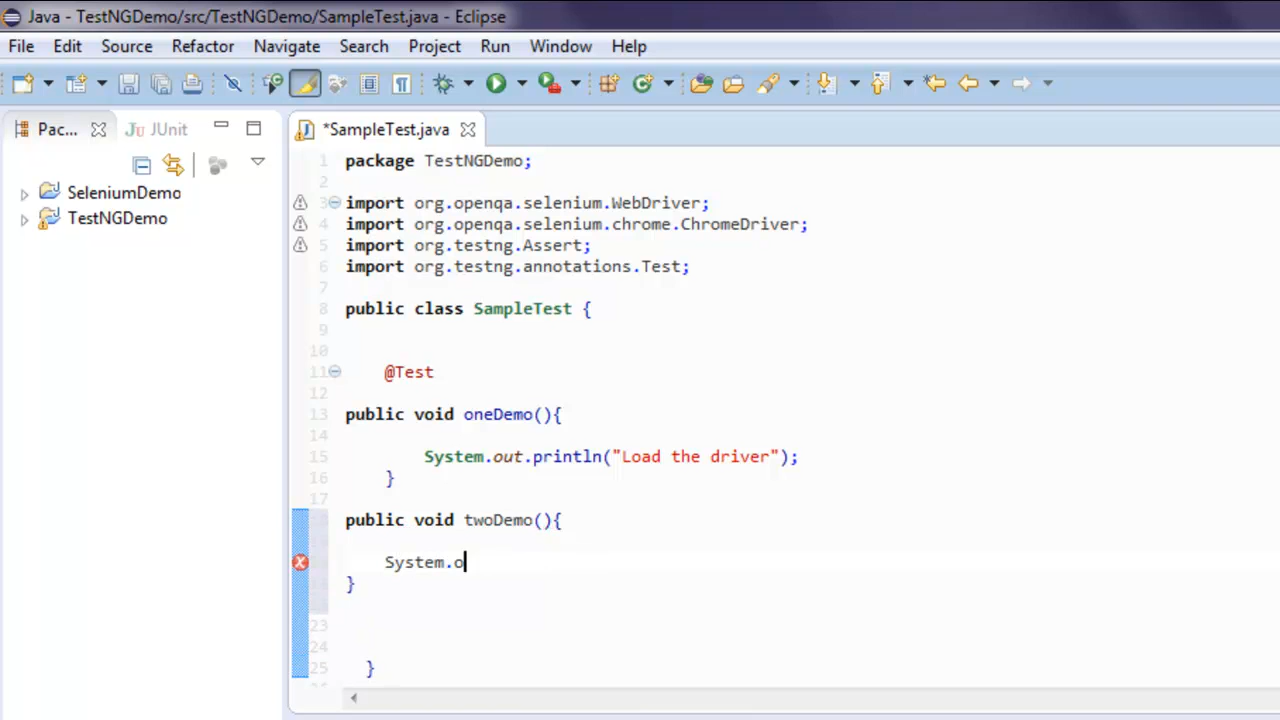 Java - TestNGDemo/src/TestNGDemo/SampleTest.java - Eclipse
File Edit Source Refactor Navigate Search Project Run Window Help
Pac... JUnit
*SampleTest.java
SeleniumDemo
TestNGDemo
1 package TestNGDemo;
2
3 import org.openqa.selenium.WebDriver;
4 import org.openqa.selenium.chrome.ChromeDriver;
5 import org.testng.Assert;
6 import org.testng.annotations.Test;
7
8 public class SampleTest {
9
10
11 @Test
12
13 public void oneDemo(){
14
15 System.out.println("Load the driver");
16 }
17
public void twoDemo(){
System.o
}
23
24
25 }